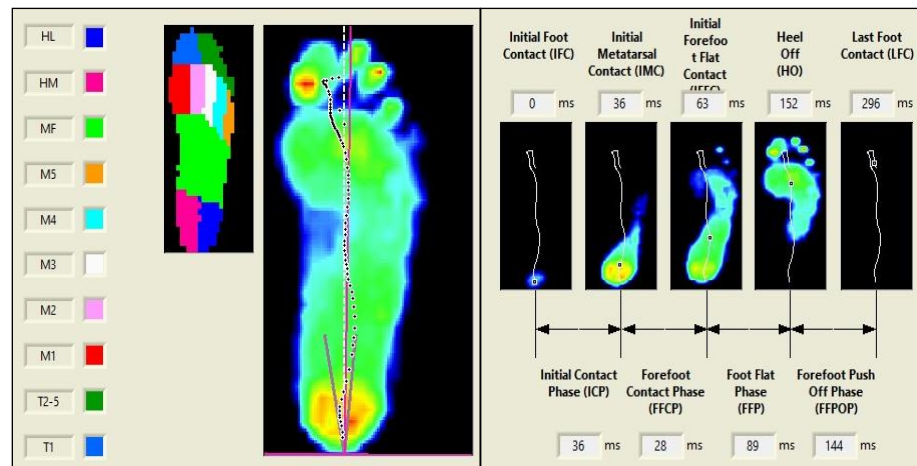 HL
HM
MF
M5
M4
M3
M2
M1
T2-5
T1
Initial Foot
Contact (IFC)
0 ms
Initial
Metatarsal
Contact (IMC)
36 ms
Initial
Forefoo
t Flat
Contact
63 ms
Heel
Off
(HO)
152 ms
Last Foot
Contact (LFC)
296 ms
Initial Contact
Phase (ICP)
36 ms
Forefoot
Contact Phase
(FFCP)
28 ms
Foot Flat
Phase
(FFP)
89 ms
Forefoot Push
Off Phase
(FFPOP)
144 ms